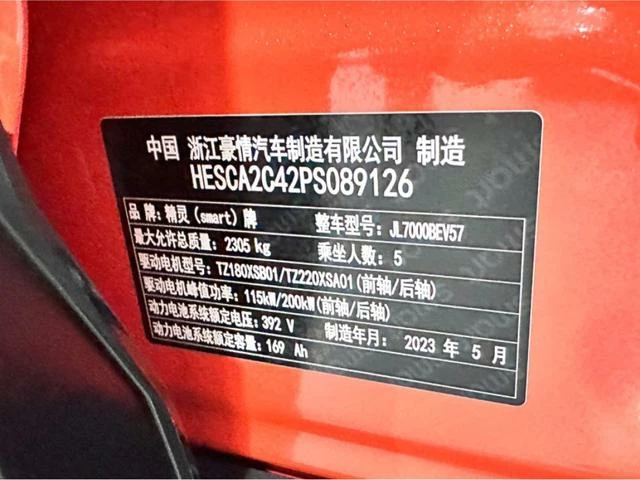 中国 浙江豪情汽车制造有限公司 制造
HESCA2C42PS089126
品 牌：精灵 (smart) 牌 整车型号：JL7000BEV57
最大允许总质量：2305 kg 乘坐人数：5
驱动电机型号：TZ180XSB01/TZ220XSA01(前轴/后轴)
驱动电机峰值功率：115kW/200kW(前轴/后轴)
动力电池系统额定电压：392 V 制造年月：2023 年 5 月
动力电池系统额定容量：169 Ah